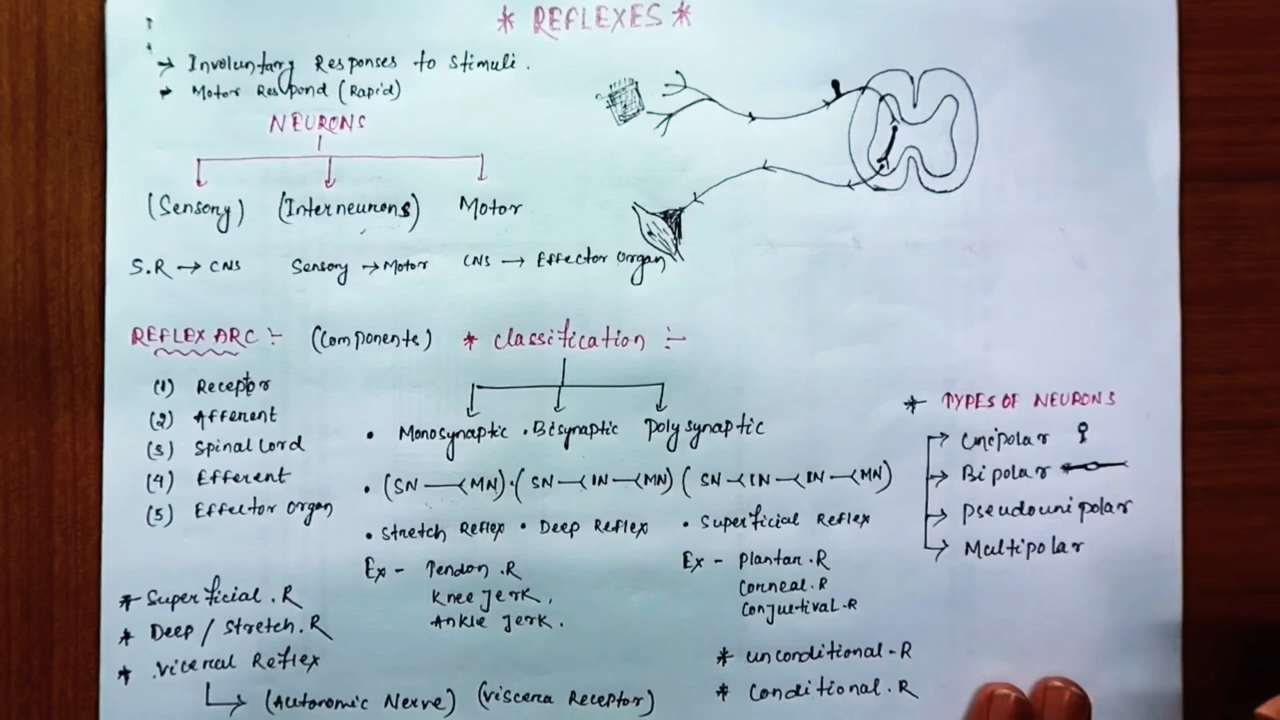 * REFLEXES *
→ Involuntary Responses to stimuli.
→ Motor Respond (Rapid)
NEURONS
(Sensory) (Interneurons) Motor
S.R → CNS Sensory → Motor CNS → Effector Organ
REFLEX ARC :- (Components)
(1) Receptor
(2) Afferent
(3) Spinal Cord
(4) Efferent
(5) Effector Organ
* Superficial.R
* Deep / Stretch.R
* Viceral Reflex
↳ (Autonomic Nerve) (viscera Receptor)
* Classification :-
• Monosynaptic • Bisynaptic Polysynaptic
• (SN —< MN) • (SN —< IN —< MN) (SN —< IN —< IN —< MN)
• Stretch Reflex • Deep Reflex • Superficial Reflex
Ex - Tendon.R
Knee Jerk,
Ankle Jerk.
Ex - Plantar.R
Corneal.R
Conjuctival.R
* unconditional-R
* Conditional.R
* TYPES OF NEURONS
→ Unipolar
→ Bipolar
→ Pseudounipolar
→ Multipolar